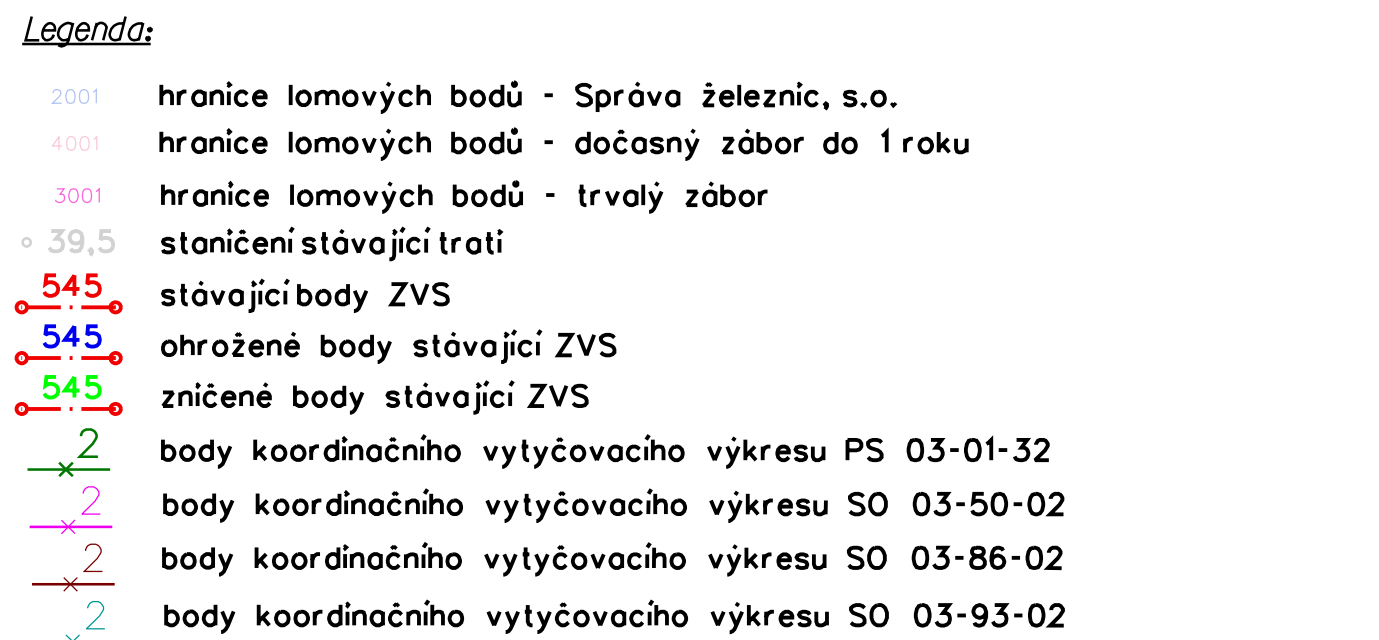 Legenda:
2001 hranice lomových bodů - Správa železnic, s.o.
4001 hranice lomových bodů - dočasný zábor do 1 roku
3001 hranice lomových bodů - trvalý zábor
39,5 staničení stávající trati
545 stávající body ZVS
545 ohrožené body stávající ZVS
545 zničené body stávající ZVS
2 body koordinačního vytyčovacího výkresu PS 03-01-32
2 body koordinačního vytyčovacího výkresu SO 03-50-02
2 body koordinačního vytyčovacího výkresu SO 03-86-02
2 body koordinačního vytyčovacího výkresu SO 03-93-02